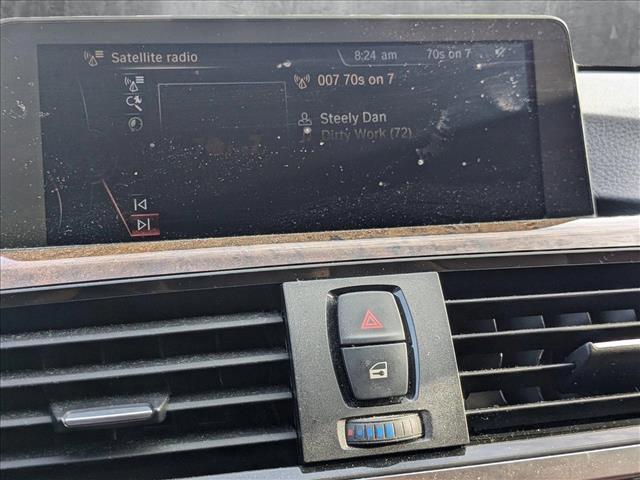 Satellite radio 8:24 am 70s on 7
007 70s on 7
Steely Dan
Dirty Work (72)